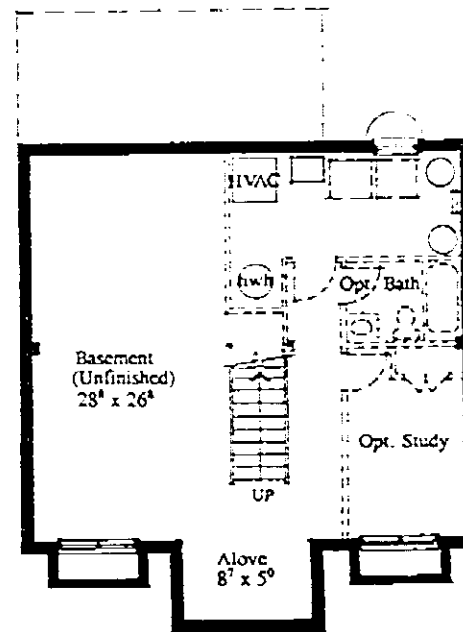 HVAC
hwh
Opt. Bath
Basement
(Unfinished)
28⁸ x 26⁸
Opt. Study
UP
Alove
8⁷ x 5⁰